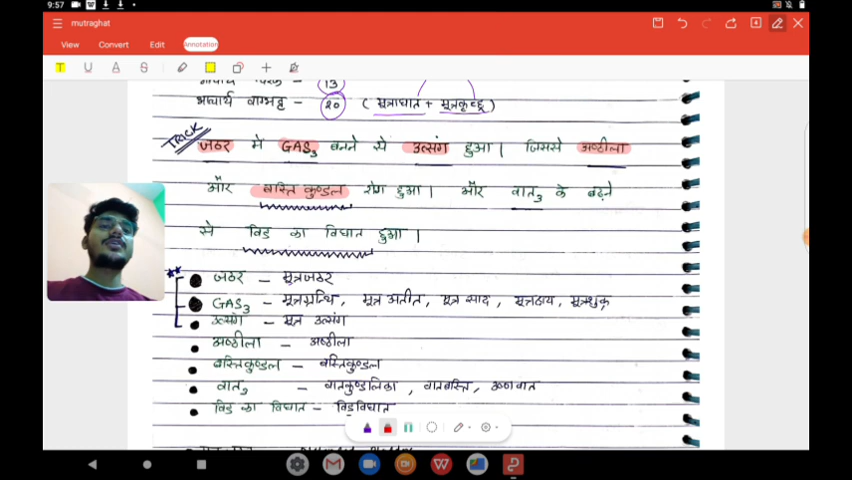 9:57
mutraghat
View Convert Edit Annotation
T U A S
13
आचार्य वाग्भट्ट - 20 (मूत्राघात + मूत्रकृच्छ्र)
TRACK
जठर में GAS3 बनने से उत्संग हुआ। जिससे अष्ठीला
और बस्ति कुण्डल रोग हुआ। और वात3 के बढ़ने
से विड का विघात हुआ।
जठर - मूत्रजठर
GAS3 - मूत्रग्रन्थि, मूत्र अतीत, मूत्र साद, मूत्रक्षय, मूत्रशुक्र
उत्संग - मूत्र उत्संग
अष्ठीला - अष्ठीला
बस्तिकुण्डल - बस्तिकुण्डल
वात3 - वातकुण्डलिका, वातबस्ति, उष्णवात
विड का विघात - विड्विघात